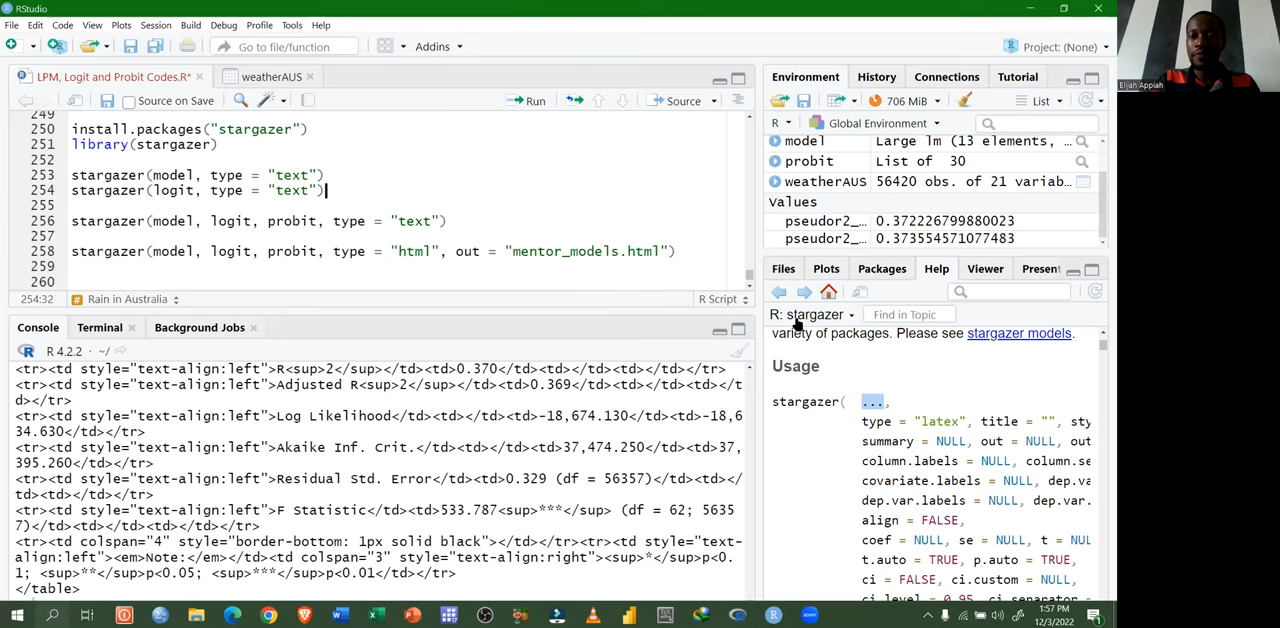 RStudio
File Edit Code View Plots Session Build Debug Profile Tools Help
Go to file/function Addins Project: (None)
LPM, Logit and Probit Codes.R* weatherAUS
Source on Save Run Source
249
250 install.packages("stargazer")
251 library(stargazer)
252
253 stargazer(model, type = "text")
254 stargazer(logit, type = "text")
255
256 stargazer(model, logit, probit, type = "text")
257
258 stargazer(model, logit, probit, type = "html", out = "mentor_models.html")
259
260
254:32 Rain in Australia R Script
Console Terminal Background Jobs
R 4.2.2 · ~/
<tr><td style="text-align:left">R<sup>2</sup></td><td>0.370</td><td></td><td></td></tr>
<tr><td style="text-align:left">Adjusted R<sup>2</sup></td><td>0.369</td><td></td><td></t
d></tr>
<tr><td style="text-align:left">Log Likelihood</td><td></td><td>-18,674.130</td><td>-18,6
34.630</td></tr>
<tr><td style="text-align:left">Akaike Inf. Crit.</td><td></td><td>37,474.250</td><td>37,
395.260</td></tr>
<tr><td style="text-align:left">Residual Std. Error</td><td>0.329 (df = 56357)</td><td></
td><td></td></tr>
<tr><td style="text-align:left">F Statistic</td><td>533.787<sup>***</sup> (df = 62; 5635
7)</td><td></td><td></td></tr>
<tr><td colspan="4" style="border-bottom: 1px solid black"></td></tr><tr><td style="text-
align:left"><em>Note:</em></td><td colspan="3" style="text-align:right"><sup>*</sup>p<0.
1; <sup>**</sup>p<0.05; <sup>***</sup>p<0.01</td></tr>
</table>
Environment History Connections Tutorial
706 MiB List
R Global Environment
model Large lm (13 elements, …
probit List of 30
weatherAUS 56420 obs. of 21 variab…
Values
pseudor2_… 0.372226799880023
pseudor2_… 0.373554571077483
Files Plots Packages Help Viewer Present
R: stargazer Find in Topic
variety of packages. Please see stargazer models.
Usage
stargazer( ...,
type = "latex", title = "", sty
summary = NULL, out = NULL, out
column.labels = NULL, column.se
covariate.labels = NULL, dep.va
dep.var.labels = NULL, dep.var.
align = FALSE,
coef = NULL, se = NULL, t = NUL
t.auto = TRUE, p.auto = TRUE,
ci = FALSE, ci.custom = NULL,
ci.level = 0.95, ci.separator =
Elijah Appiah
1:57 PM
12/3/2022